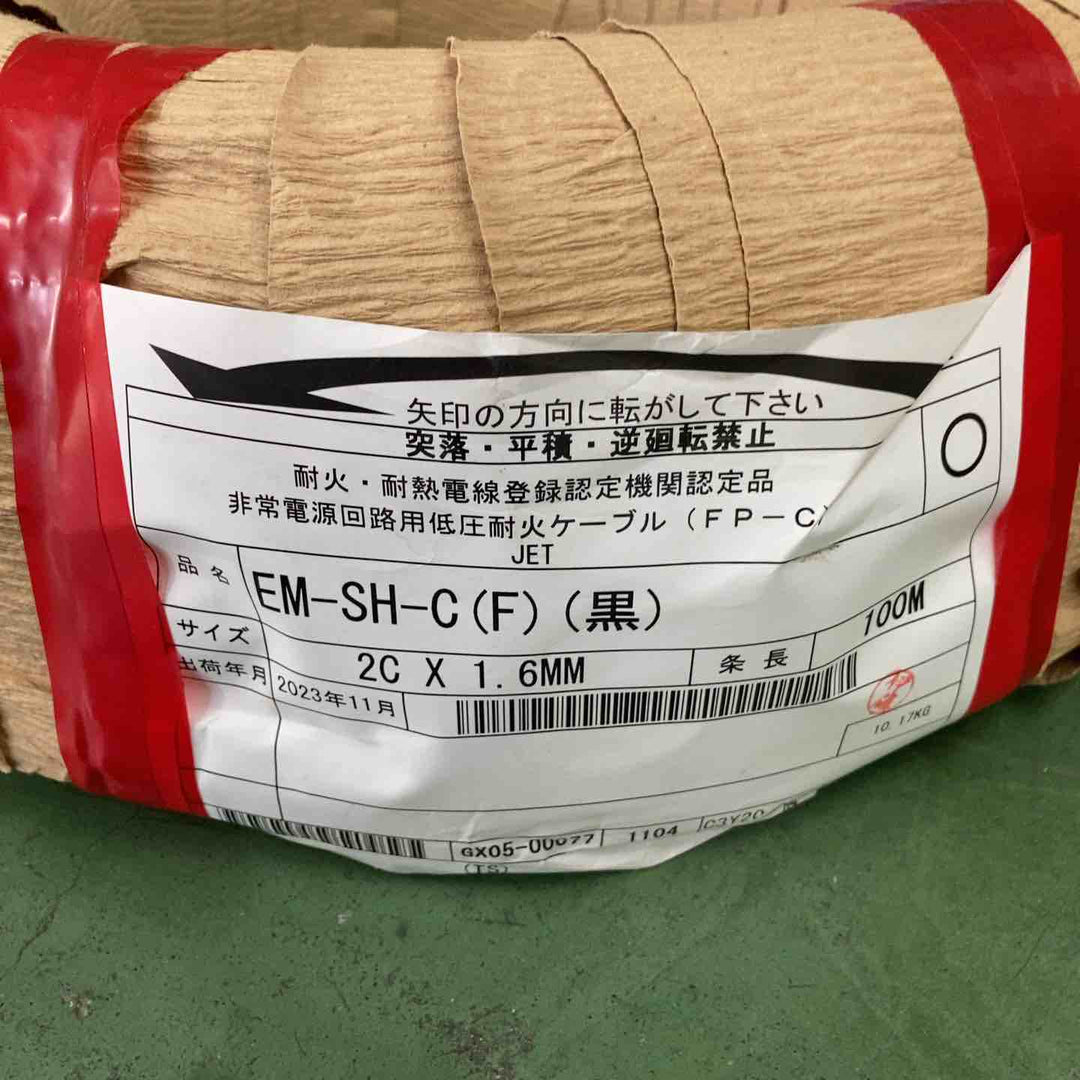 矢印の方向に転がして下さい
突落・平積・逆廻転禁止
耐火・耐熱電線登録認定機関認定品
非常電源回路用低圧耐火ケーブル（FP－C）
JET
品名 EM-SH-C(F)(黒)
サイズ 2C X 1.6MM 条長 100M
出荷年月 2023年11月
10.17KG
GX05-00077 1104 C3Y20/
(TS)